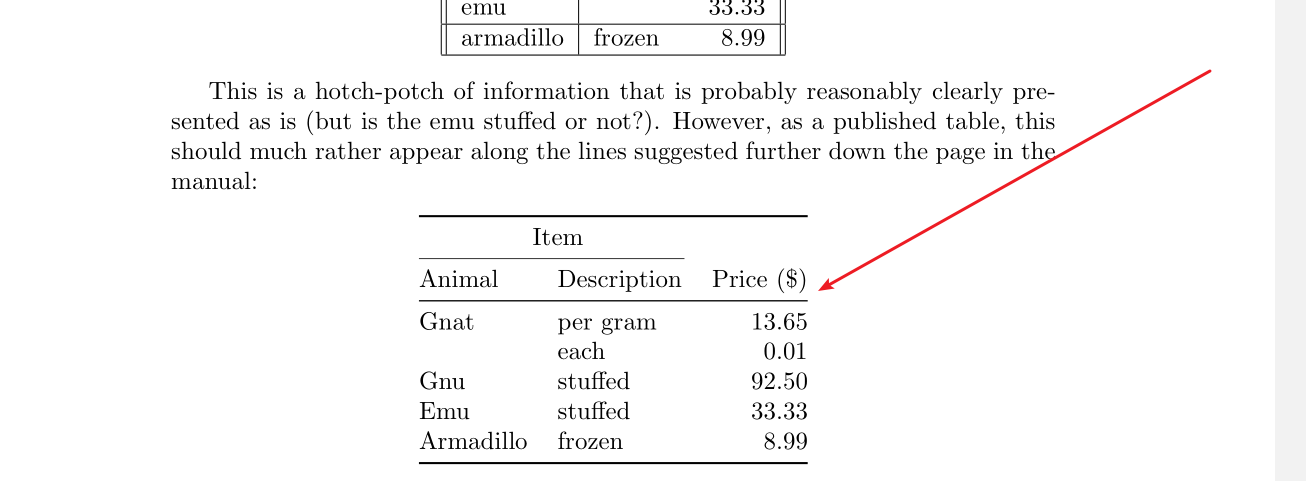 emu 33.33
armadillo frozen 8.99
This is a hotch-potch of information that is probably reasonably clearly pre-
sented as is (but is the emu stuffed or not?). However, as a published table, this
should much rather appear along the lines suggested further down the page in the
manual:
Item
Animal Description Price ($)
Gnat per gram 13.65
each 0.01
Gnu stuffed 92.50
Emu stuffed 33.33
Armadillo frozen 8.99